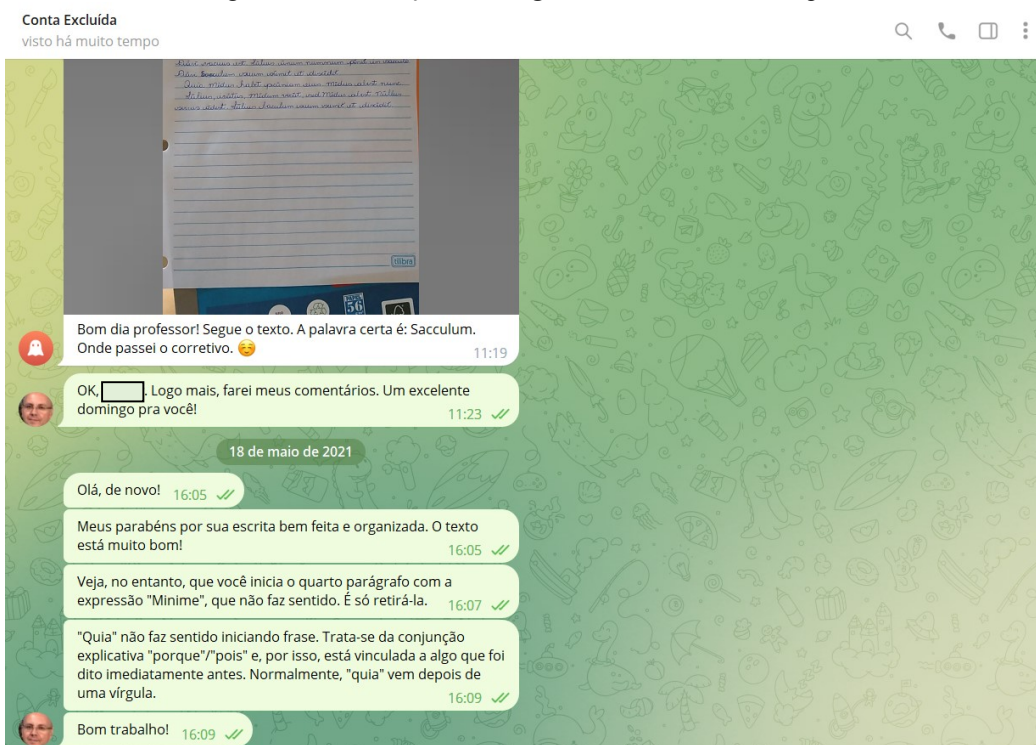 Conta Excluída
visto há muito tempo
tilibra
Bom dia professor! Segue o texto. A palavra certa é: Sacculum.
Onde passei o corretivo. ☺️
11:19
OK, . Logo mais, farei meus comentários. Um excelente
domingo pra você!
11:23
18 de maio de 2021
Olá, de novo! 16:05
Meus parabéns por sua escrita bem feita e organizada. O texto
está muito bom!
16:05
Veja, no entanto, que você inicia o quarto parágrafo com a
expressão "Minime", que não faz sentido. É só retirá-la. 16:07
"Quia" não faz sentido iniciando frase. Trata-se da conjunção
explicativa "porque"/"pois" e, por isso, está vinculada a algo que foi
dito imediatamente antes. Normalmente, "quia" vem depois de
uma vírgula.
16:09
Bom trabalho! 16:09